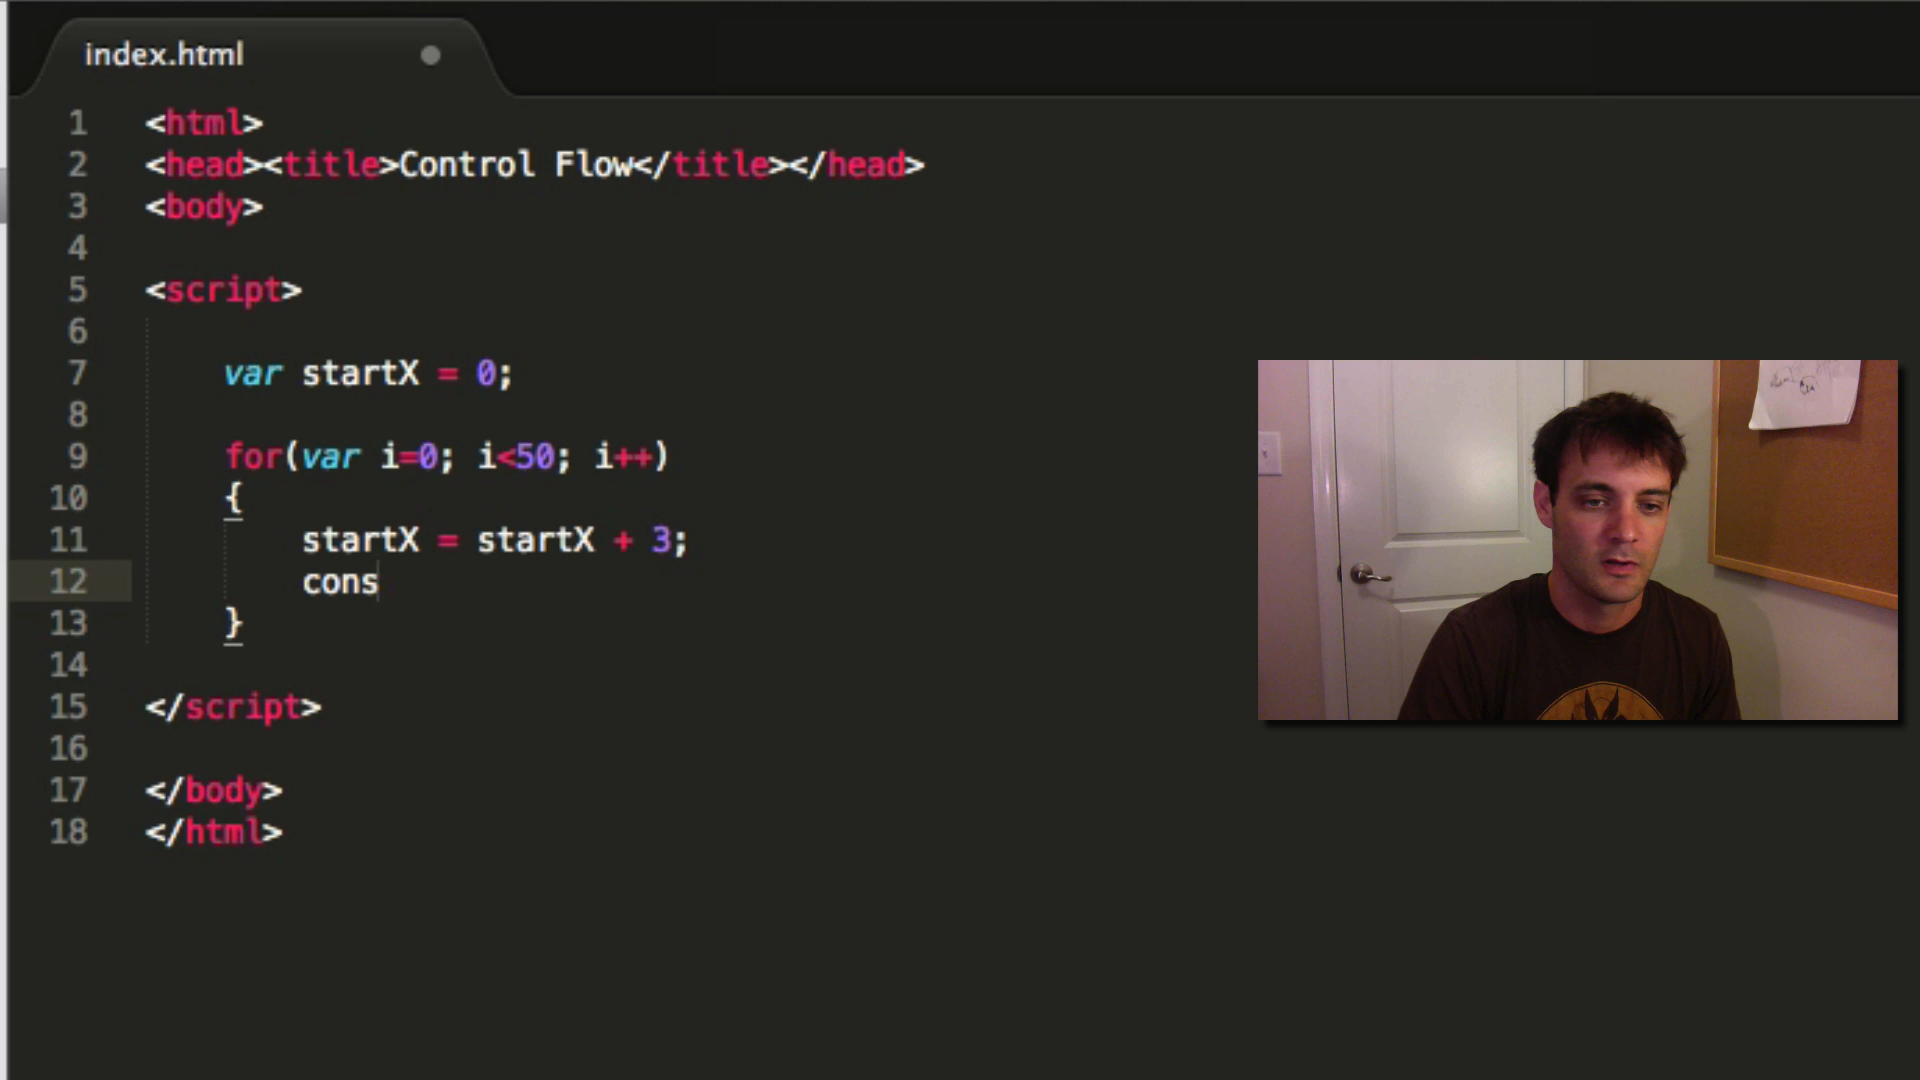 index.html
1 <html>
2 <head><title>Control Flow</title></head>
3 <body>
4
5 <script>
6
7 var startX = 0;
8
9 for(var i=0; i<50; i++)
10 {
11 startX = startX + 3;
12 cons
13 }
14
15 </script>
16
17 </body>
18 </html>